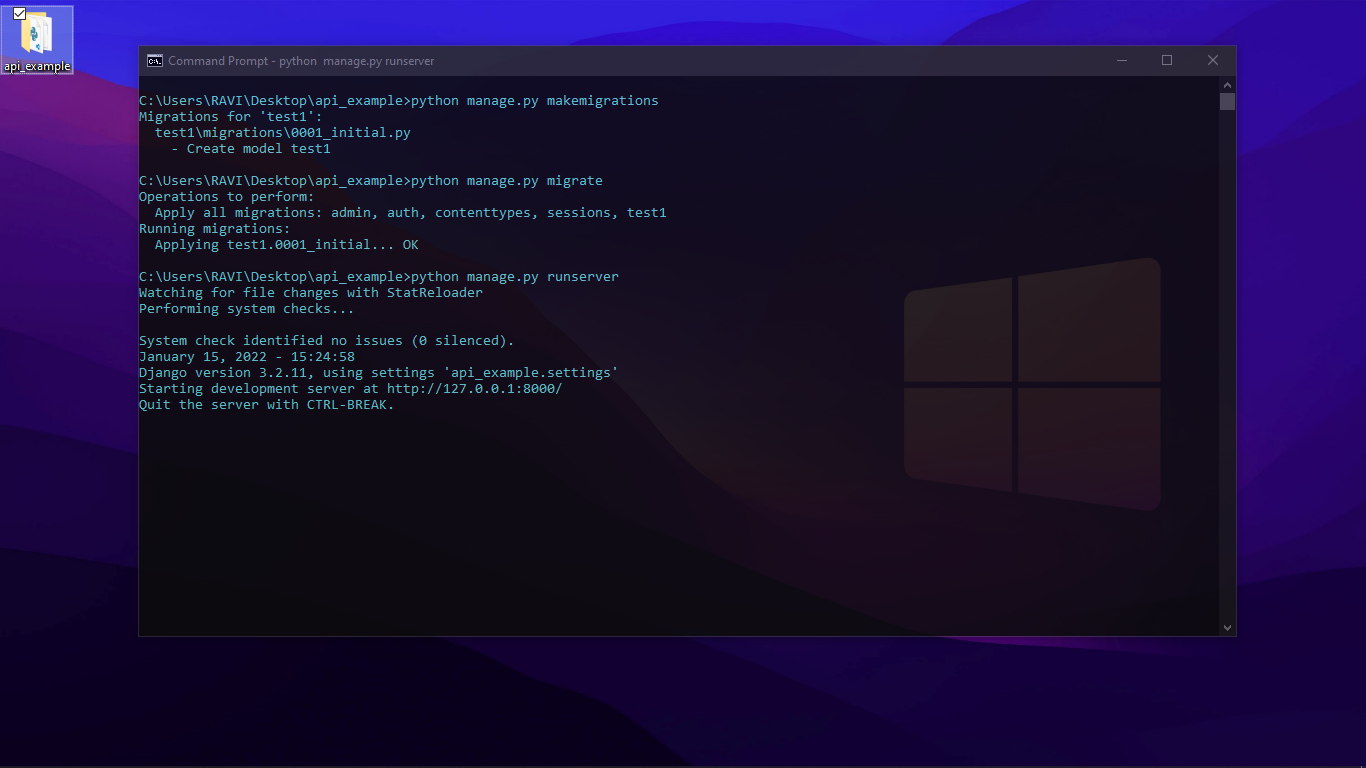 api_example
Command Prompt - python  manage.py runserver
C:\Users\RAVI\Desktop\api_example>python manage.py makemigrations
Migrations for 'test1':
  test1\migrations\0001_initial.py
    - Create model test1
C:\Users\RAVI\Desktop\api_example>python manage.py migrate
Operations to perform:
  Apply all migrations: admin, auth, contenttypes, sessions, test1
Running migrations:
  Applying test1.0001_initial... OK
C:\Users\RAVI\Desktop\api_example>python manage.py runserver
Watching for file changes with StatReloader
Performing system checks...
System check identified no issues (0 silenced).
January 15, 2022 - 15:24:58
Django version 3.2.11, using settings 'api_example.settings'
Starting development server at http://127.0.0.1:8000/
Quit the server with CTRL-BREAK.